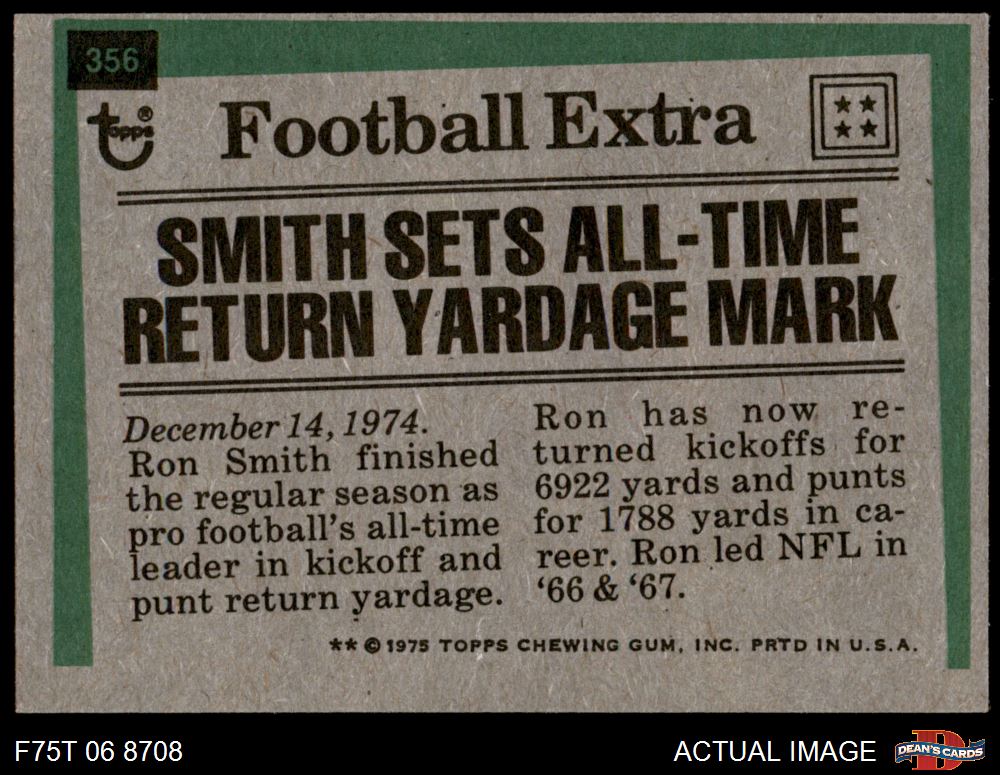 356
topps®
Football Extra
SMITH SETS ALL-TIME
RETURN YARDAGE MARK
December 14, 1974.
Ron Smith finished
the regular season as
pro football's all-time
leader in kickoff and
punt return yardage.
Ron has now re-
turned kickoffs for
6922 yards and punts
for 1788 yards in ca-
reer. Ron led NFL in
‘66 & ‘67.
** © 1975 TOPPS CHEWING GUM, INC. PRTD IN U.S.A.
F75T 06 8708
ACTUAL IMAGE
D
DEAN'S CARDS